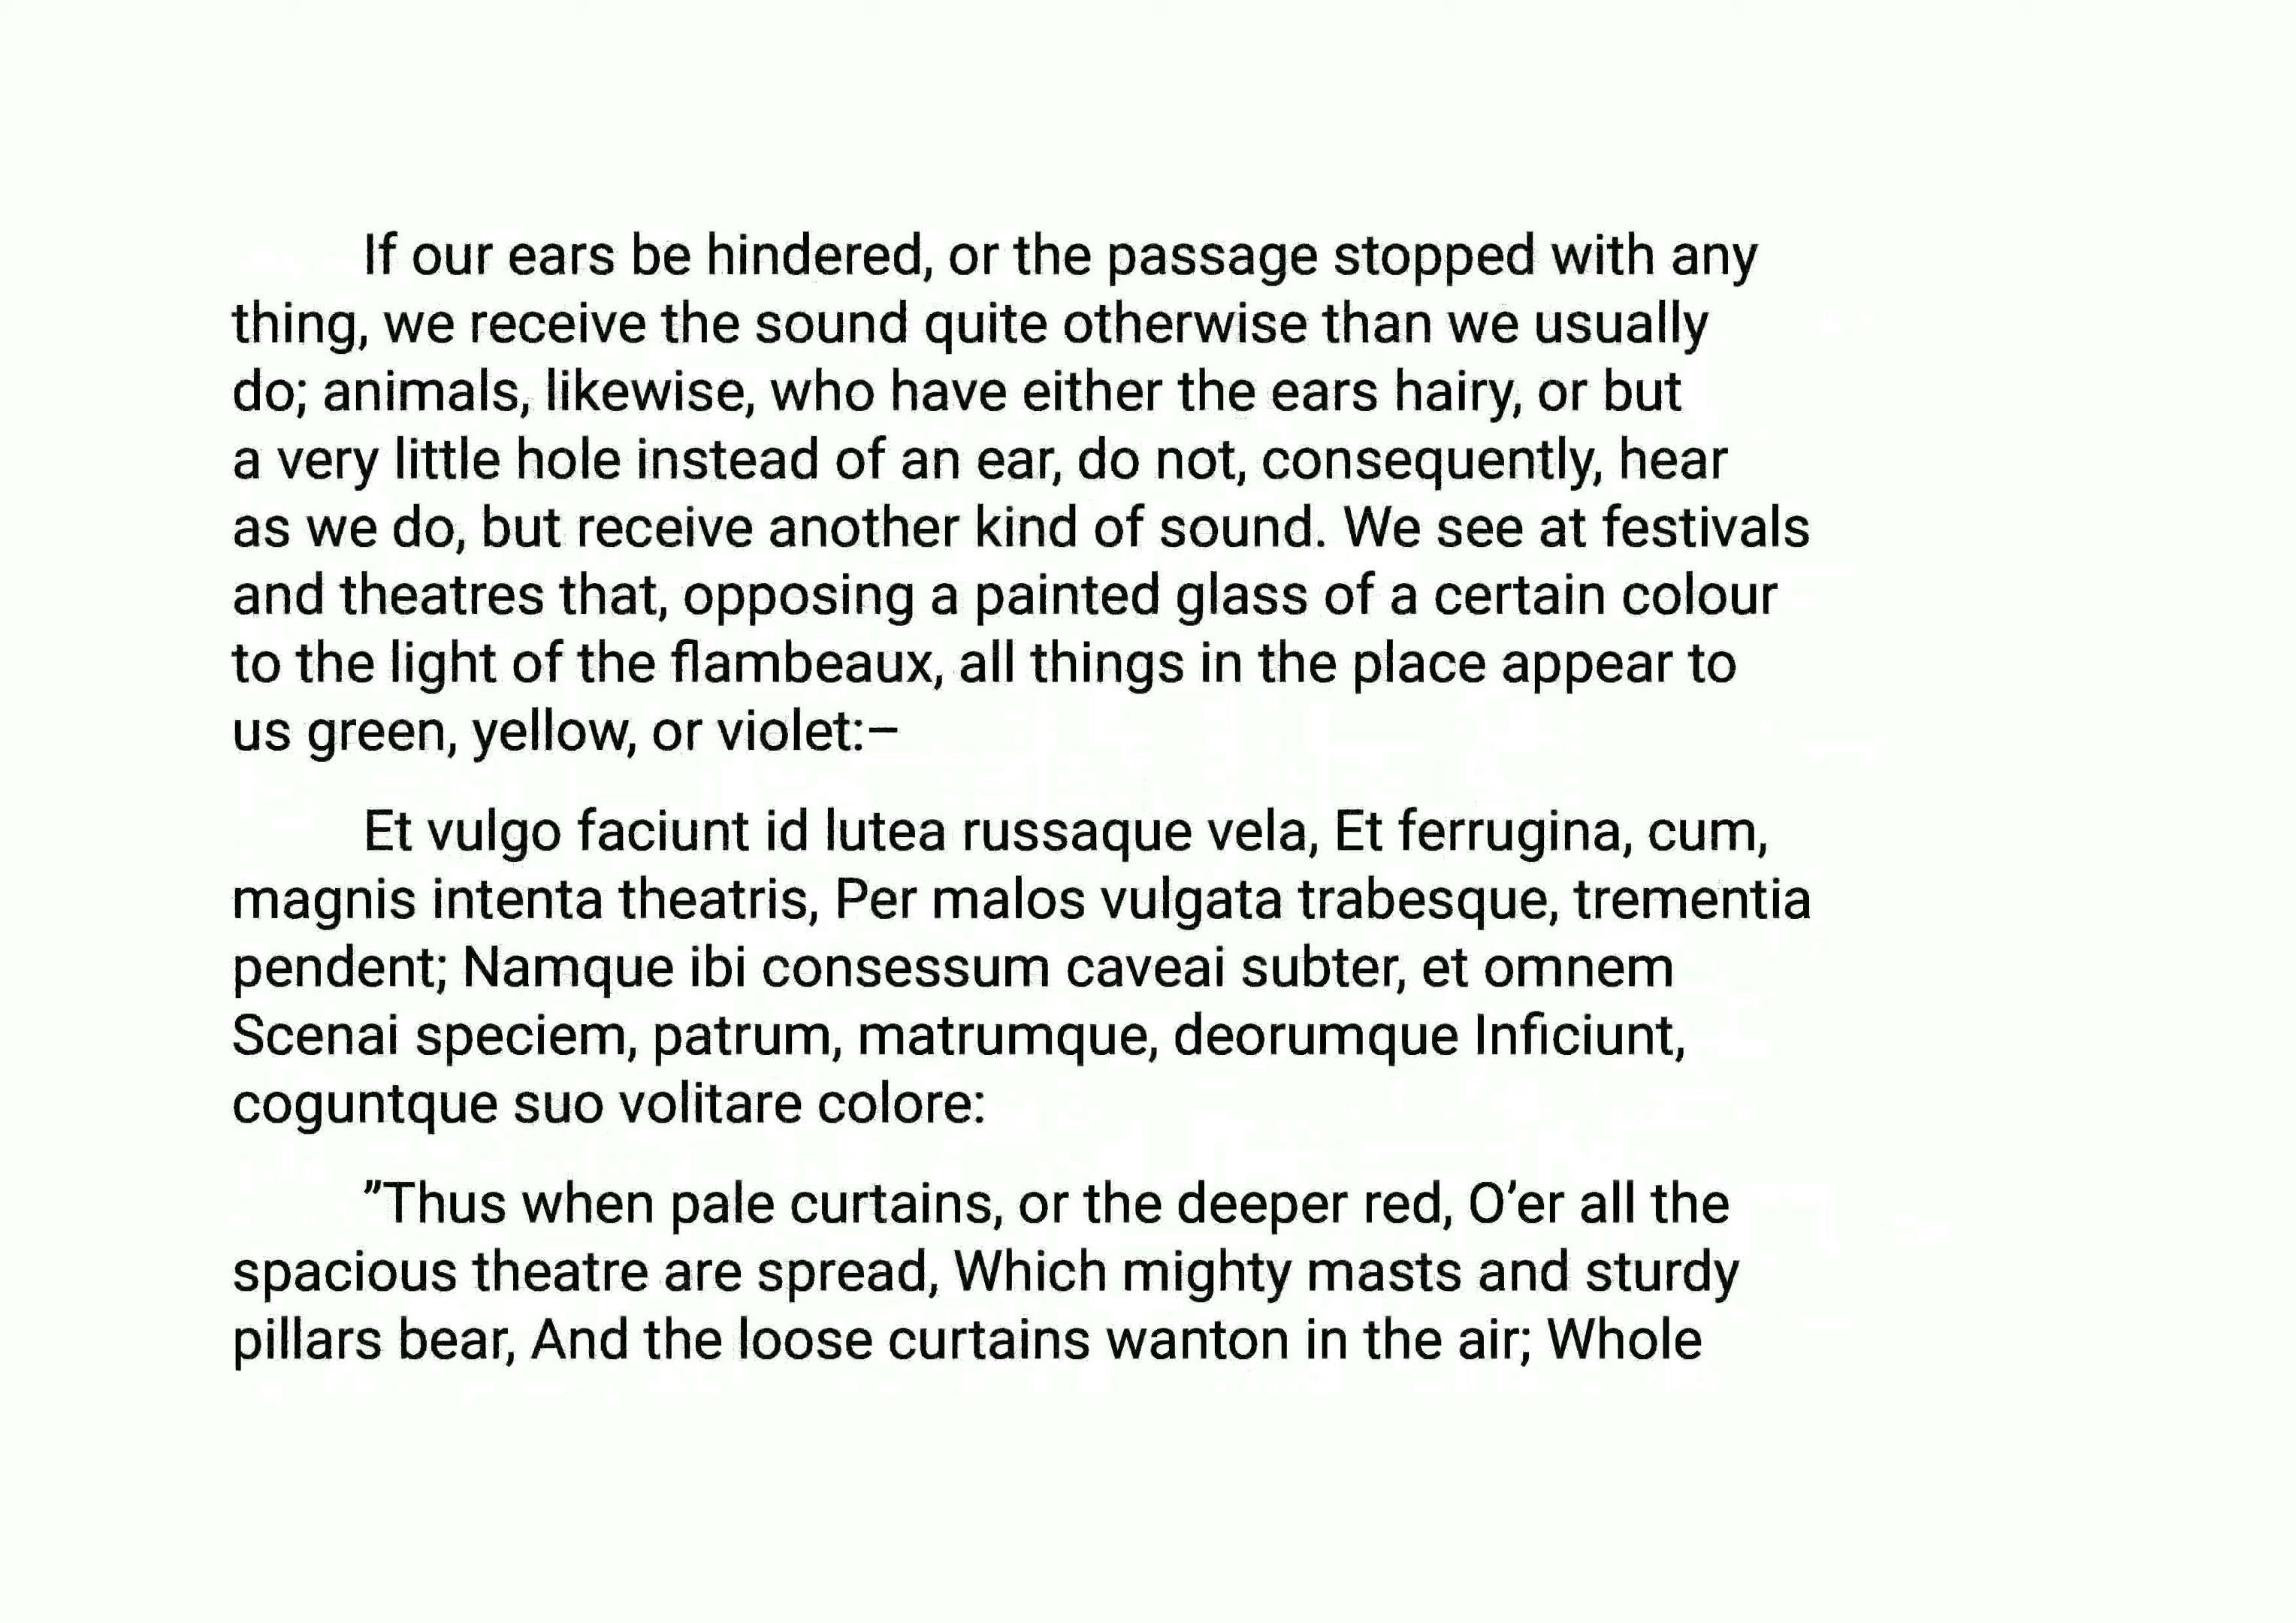 If our ears be hindered, or the passage stopped with any
thing, we receive the sound quite otherwise than we usually
do; animals, likewise, who have either the ears hairy, or but
a very little hole instead of an ear, do not, consequently, hear
as we do, but receive another kind of sound. We see at festivals
and theatres that, opposing a painted glass of a certain colour
to the light of the flambeaux, all things in the place appear to
us green, yellow, or violet:–
Et vulgo faciunt id lutea russaque vela, Et ferrugina, cum,
magnis intenta theatris, Per malos vulgata trabesque, trementia
pendent; Namque ibi consessum caveai subter, et omnem
Scenai speciem, patrum, matrumque, deorumque Inficiunt,
coguntque suo volitare colore:
”Thus when pale curtains, or the deeper red, O’er all the
spacious theatre are spread, Which mighty masts and sturdy
pillars bear, And the loose curtains wanton in the air; Whole